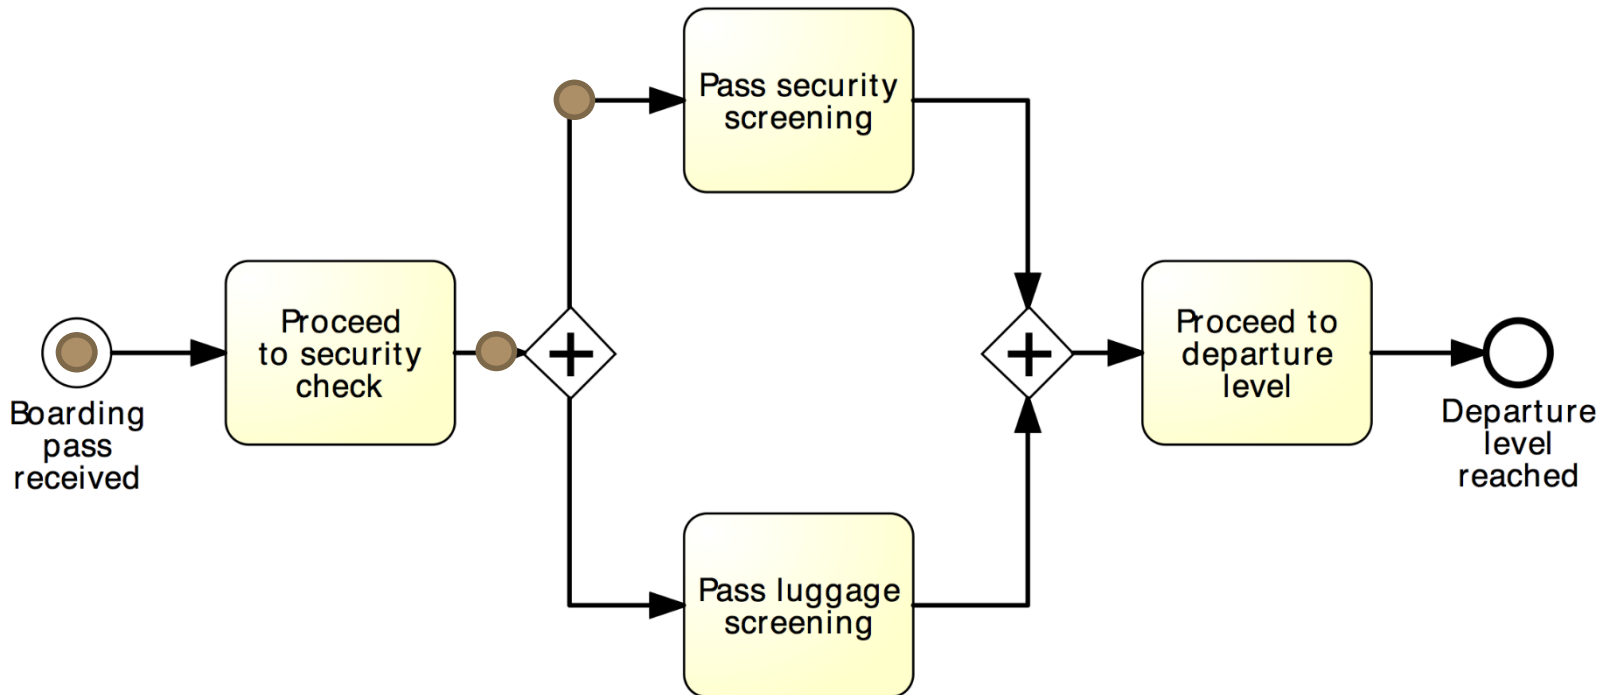 Boarding
pass
received
Proceed
to security
check
Pass security
screening
Pass luggage
screening
Proceed to
departure
level
Departure
level
reached